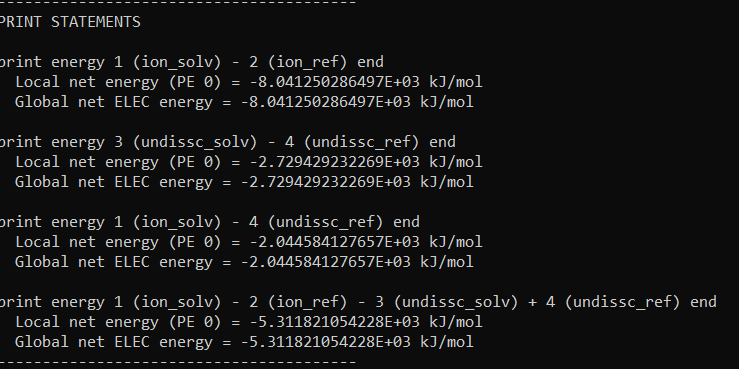 ----------------------------------------
PRINT STATEMENTS
print energy 1 (ion_solv) - 2 (ion_ref) end
Local net energy (PE 0) = -8.041250286497E+03 kJ/mol
Global net ELEC energy = -8.041250286497E+03 kJ/mol
print energy 3 (undissc_solv) - 4 (undissc_ref) end
Local net energy (PE 0) = -2.729429232269E+03 kJ/mol
Global net ELEC energy = -2.729429232269E+03 kJ/mol
print energy 1 (ion_solv) - 4 (undissc_ref) end
Local net energy (PE 0) = -2.044584127657E+03 kJ/mol
Global net ELEC energy = -2.044584127657E+03 kJ/mol
print energy 1 (ion_solv) - 2 (ion_ref) - 3 (undissc_solv) + 4 (undissc_ref) end
Local net energy (PE 0) = -5.311821054228E+03 kJ/mol
Global net ELEC energy = -5.311821054228E+03 kJ/mol
----------------------------------------